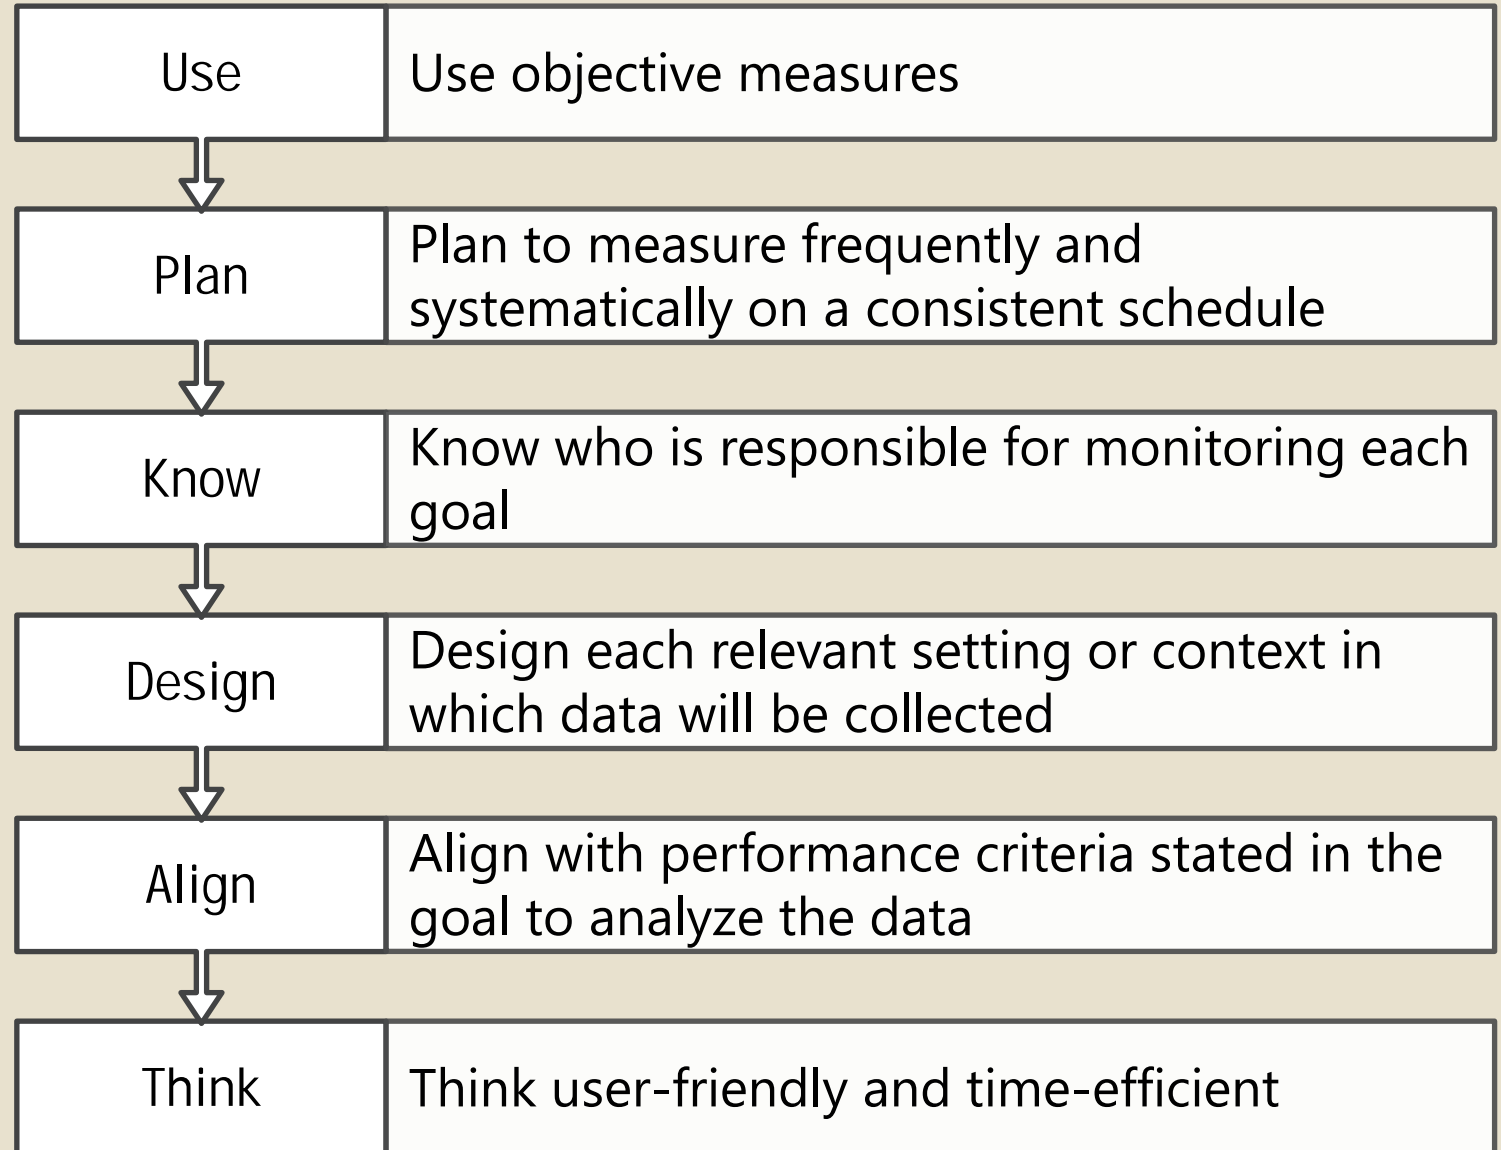 Use
Use objective measures
Plan
Plan to measure frequently and
systematically on a consistent schedule
Know
Know who is responsible for monitoring each
goal
Design
Design each relevant setting or context in
which data will be collected
Align
Align with performance criteria stated in the
goal to analyze the data
Think
Think user-friendly and time-efficient